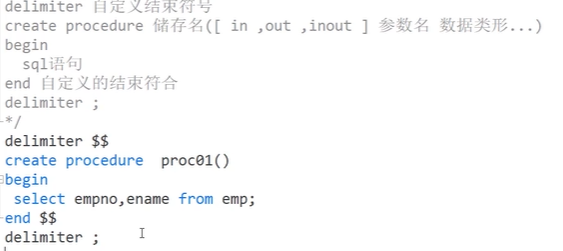 delimiter 自定义结束符号
create procedure 储存名([ in ,out ,inout ] 参数名 数据类形...)
begin
  sql语句
end 自定义的结束符合
delimiter ;
*/
delimiter $$
create procedure  proc01()
begin
 select empno,ename from emp;
end $$
delimiter ;